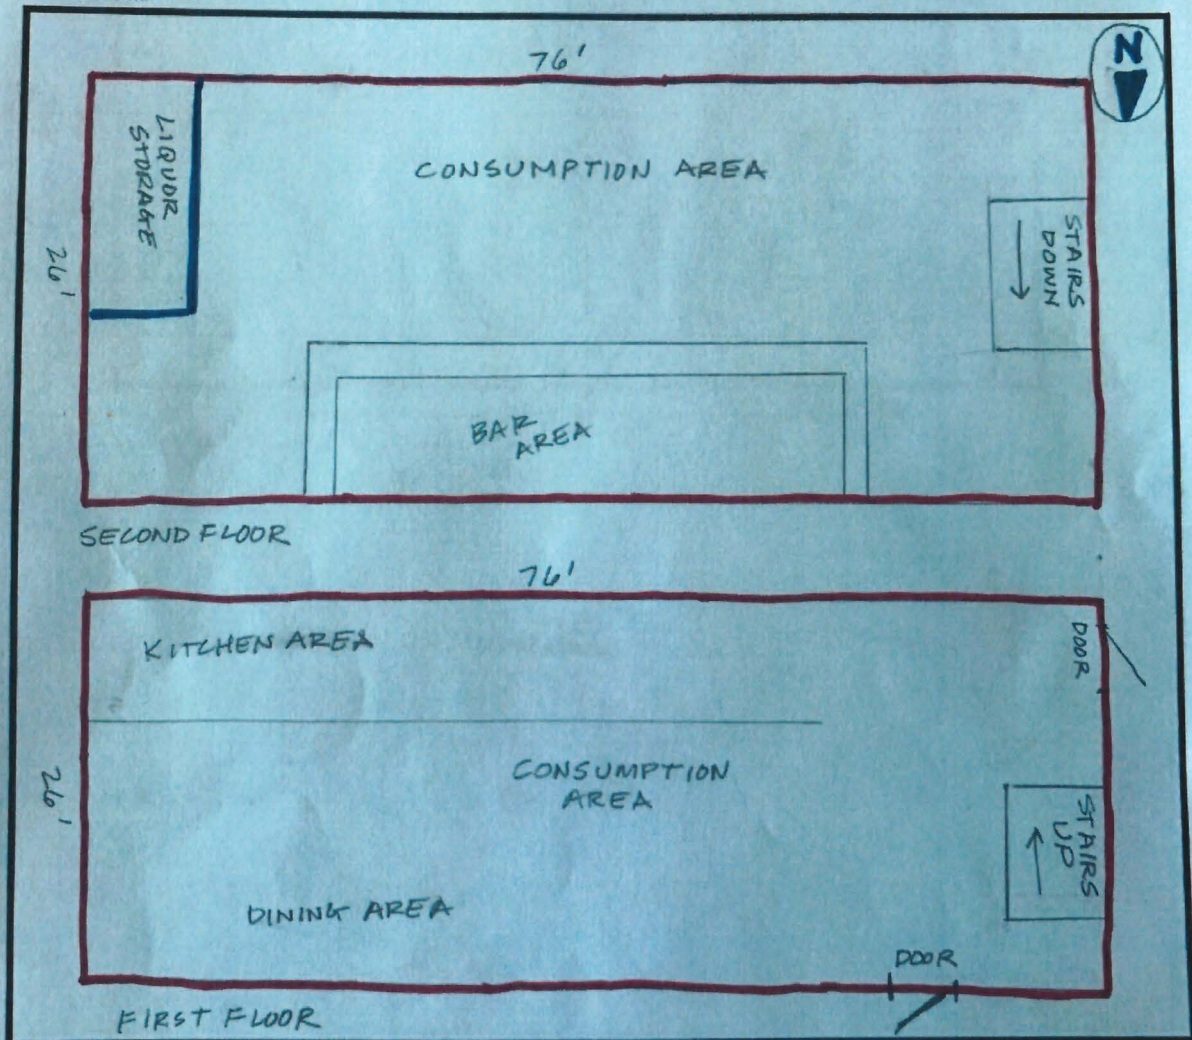 N
76'
LIQUOR
STORAGE
CONSUMPTION AREA
STAIRS
DOWN
26'
BAR
AREA
SECOND FLOOR
76'
KITCHEN AREA
DOOR
CONSUMPTION
AREA
26'
STAIRS
UP
DINING AREA
DOOR
FIRST FLOOR